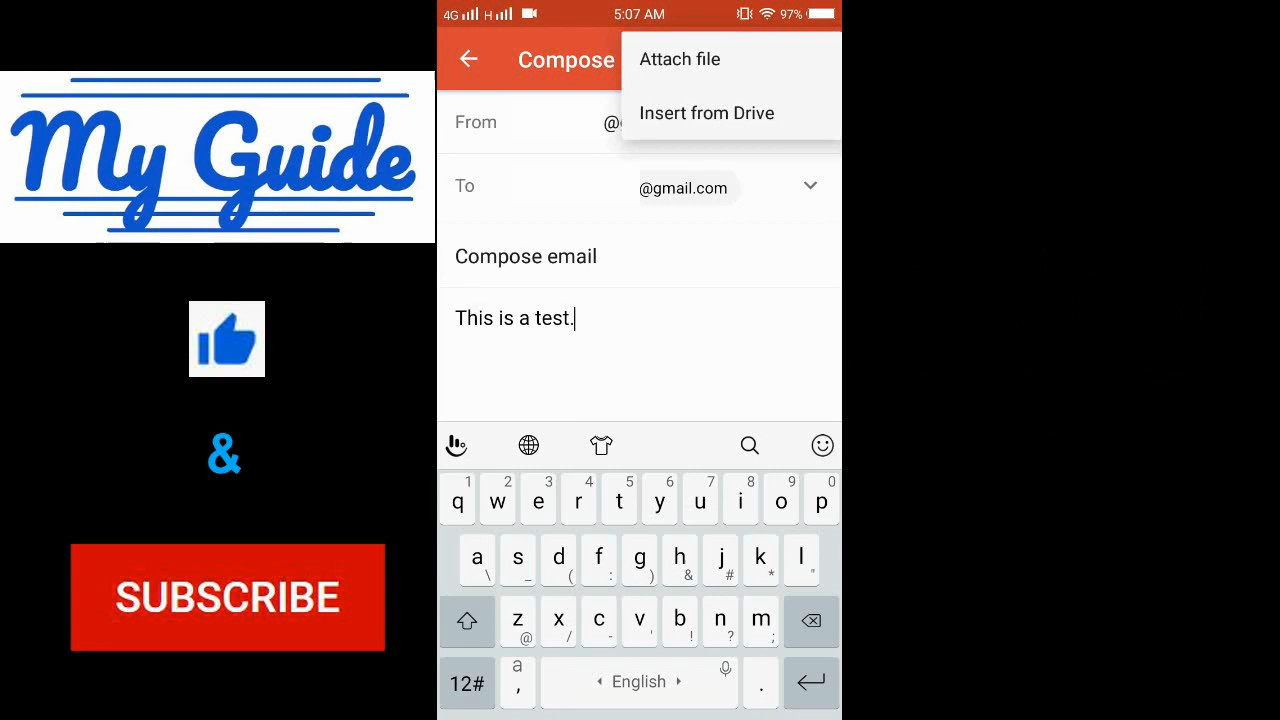 My Guide
&
SUBSCRIBE
4G H 5:07 AM 97%
Compose
Attach file
Insert from Drive
From @
To @gmail.com
Compose email
This is a test.
1 2 3 4 5 6 7 8 9 0
q w e r t y u i o p
a s d f g h j k l
\ _ ( : ) & # * "
z x c v b n m
@ / - ' ! ? ;
12# a , English .